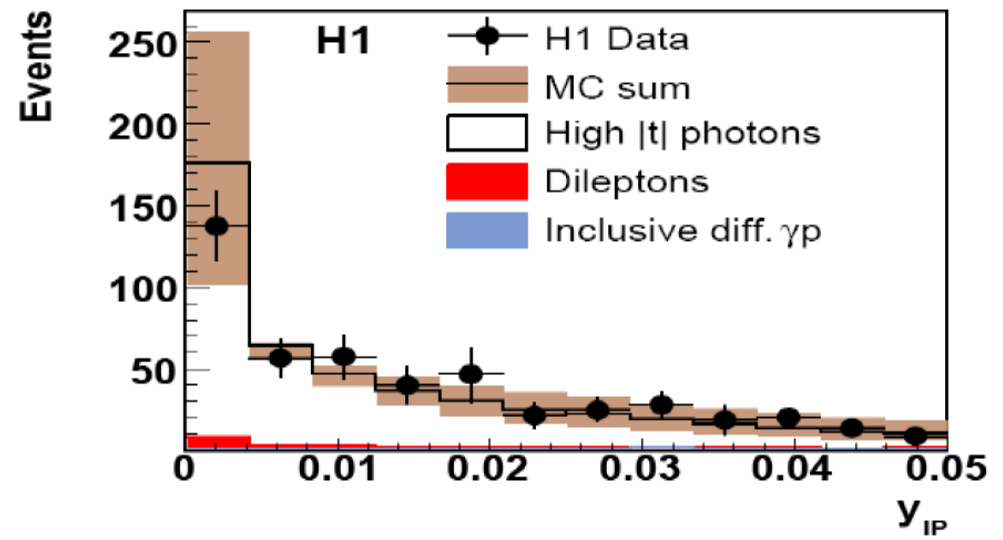 Events
250
200
150
100
50
H1
H1 Data
MC sum
High |t| photons
Dileptons
Inclusive diff. γp
0 0.01 0.02 0.03 0.04 0.05
y_IP